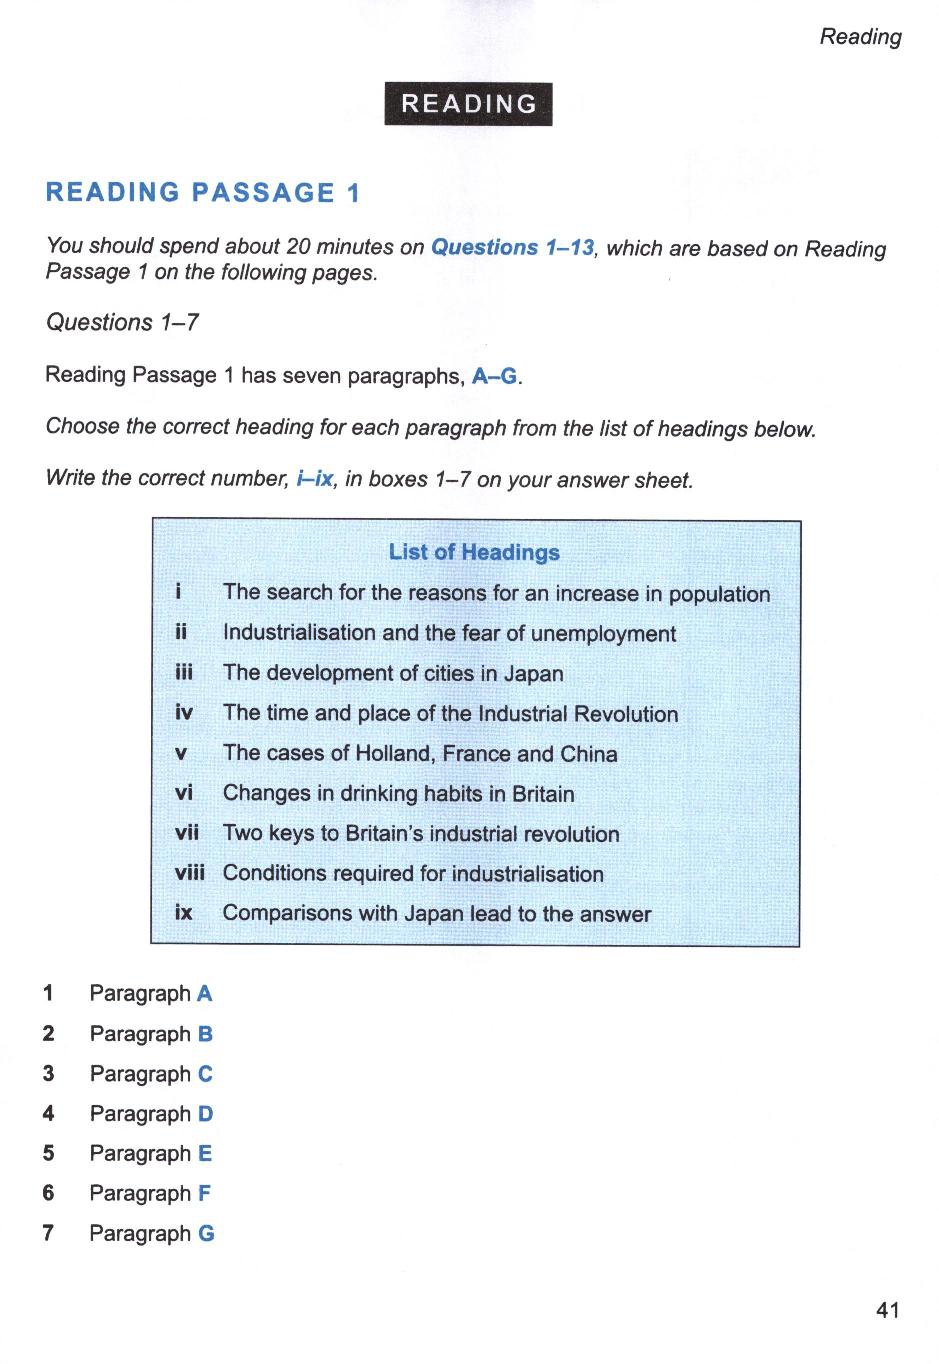 Reading
READING
READING PASSAGE 1
You should spend about 20 minutes on Questions 1–13, which are based on Reading
Passage 1 on the following pages.
Questions 1–7
Reading Passage 1 has seven paragraphs, A–G.
Choose the correct heading for each paragraph from the list of headings below.
Write the correct number, i–ix, in boxes 1–7 on your answer sheet.
List of Headings
i The search for the reasons for an increase in population
ii Industrialisation and the fear of unemployment
iii The development of cities in Japan
iv The time and place of the Industrial Revolution
v The cases of Holland, France and China
vi Changes in drinking habits in Britain
vii Two keys to Britain's industrial revolution
viii Conditions required for industrialisation
ix Comparisons with Japan lead to the answer
1 Paragraph A
2 Paragraph B
3 Paragraph C
4 Paragraph D
5 Paragraph E
6 Paragraph F
7 Paragraph G
41